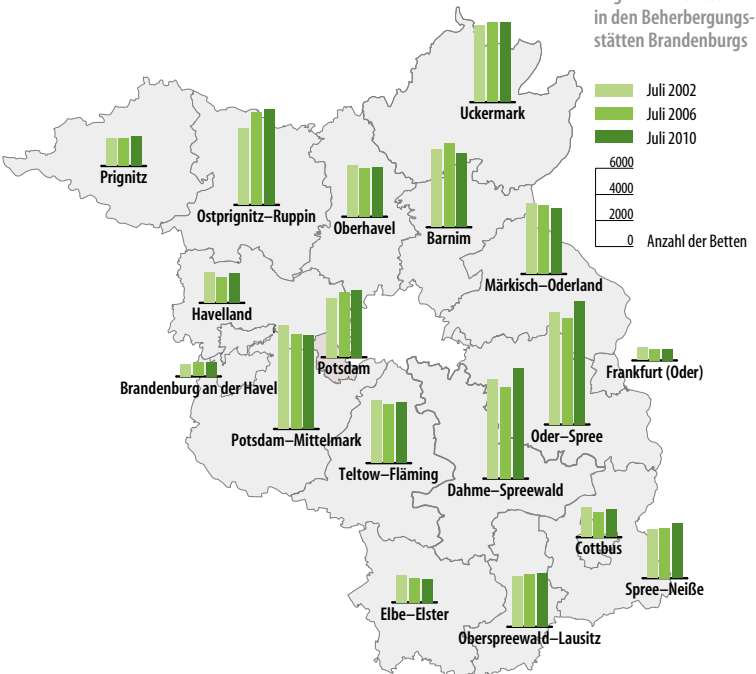 in den Beherbergungs-
stätten Brandenburgs
Juli 2002
Juli 2006
Juli 2010
6000
4000
2000
0 Anzahl der Betten
Uckermark
Prignitz
Ostprignitz–Ruppin
Oberhavel
Barnim
Märkisch–Oderland
Havelland
Potsdam
Frankfurt (Oder)
Brandenburg an der Havel
Potsdam–Mittelmark
Oder–Spree
Teltow–Fläming
Dahme–Spreewald
Cottbus
Spree–Neiße
Elbe–Elster
Oberspreewald–Lausitz